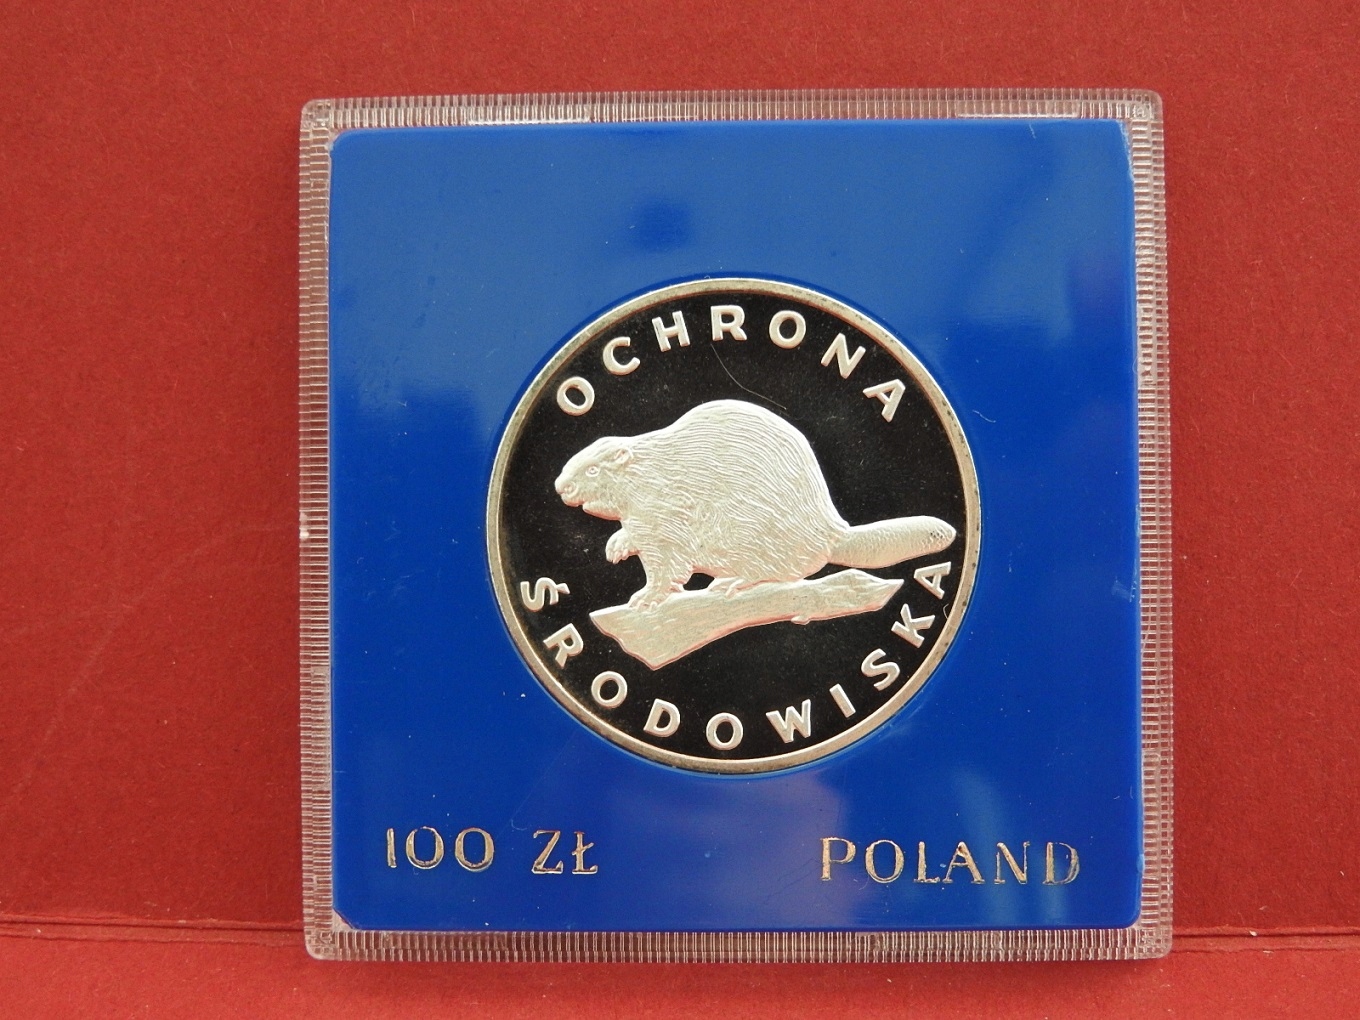 OCHRONA
ŚRODOWISKA
100 ZŁ POLAND